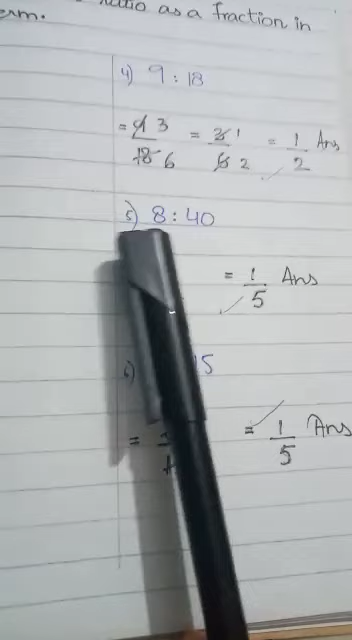 ratio as a fraction in
erm.
4) 9 : 18
= 9 3 / 18 6 = 3 1 / 6 2 = 1/2 Ans
5) 8 : 40
= 1/5 Ans
6) 15
= = 1/5 Ans